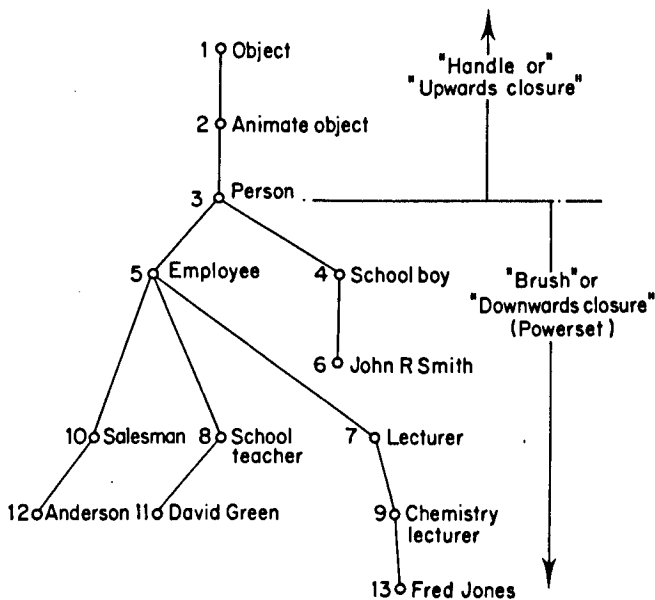 1 Object
"Handle or"
"Upwards closure"
2 Animate object
3 Person
5 Employee
4 School boy
"Brush" or
"Downwards closure"
(Powerset)
6 John R Smith
10 Salesman
8 School
teacher
7 Lecturer
12 Anderson
11 David Green
9 Chemistry
lecturer
13 Fred Jones